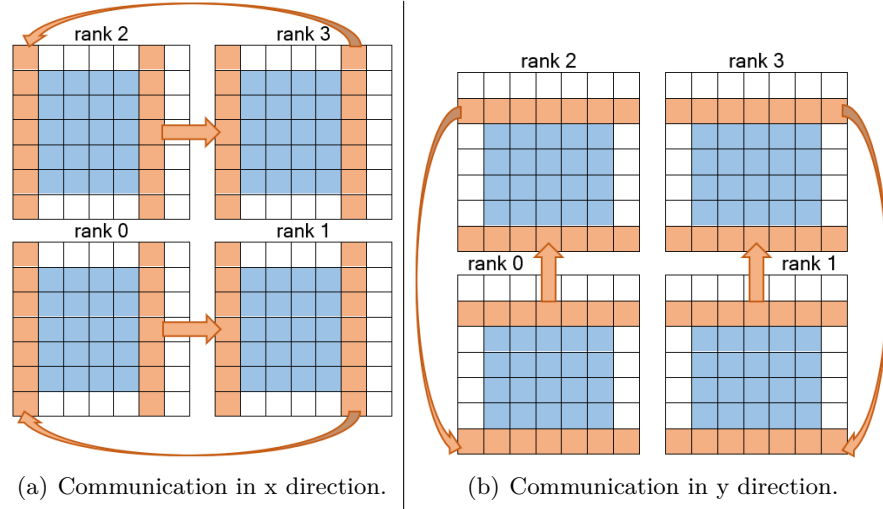 rank 2
rank 3
rank 0
rank 1
(a) Communication in x direction.
rank 2
rank 3
rank 0
rank 1
(b) Communication in y direction.